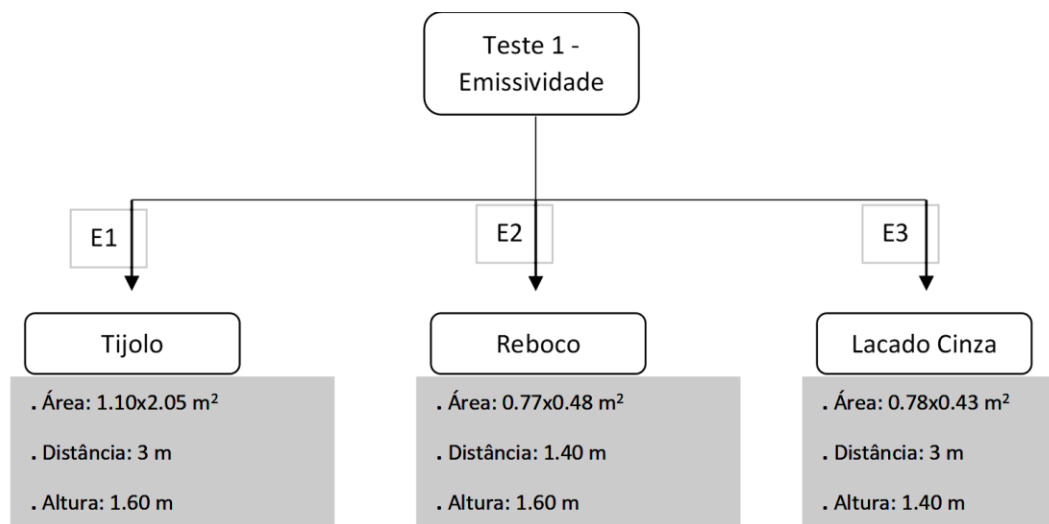 Teste 1 -
Emissividade
E1
E2
E3
Tijolo
Reboco
Lacado Cinza
. Área: 1.10x2.05 m²
. Distância: 3 m
. Altura: 1.60 m
. Área: 0.77x0.48 m²
. Distância: 1.40 m
. Altura: 1.60 m
. Área: 0.78x0.43 m²
. Distância: 3 m
. Altura: 1.40 m